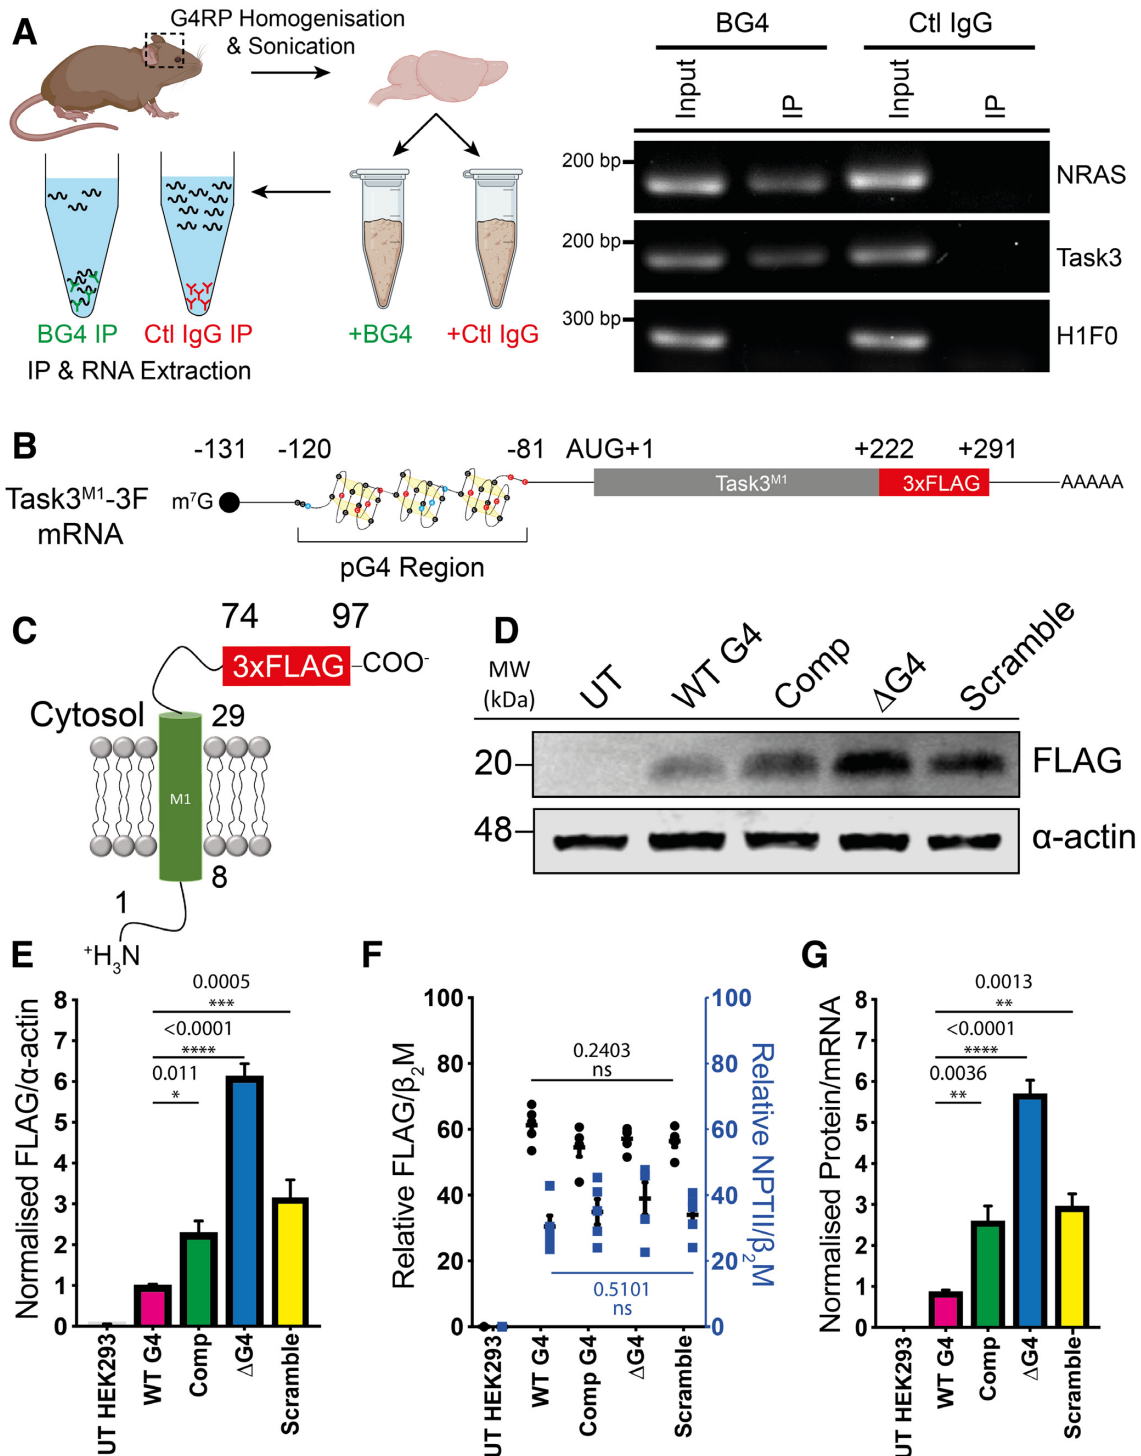 A
G4RP Homogenisation
& Sonication
BG4 IP
Ctl IgG IP
IP & RNA Extraction
+BG4
+Ctl IgG
BG4
Ctl IgG
Input
IP
Input
IP
200 bp
NRAS
200 bp
Task3
300 bp
H1F0
B
-131
-120
-81
AUG+1
+222
+291
Task3ᴹ¹-3F
mRNA
m⁷G
Task3ᴹ¹
3xFLAG
AAAAA
pG4 Region
C
74
97
3xFLAG
COO⁻
Cytosol
29
M1
8
1
⁺H₃N
D
MW
(kDa)
UT
WT G4
Comp
ΔG4
Scramble
20
FLAG
48
α-actin
E
Normalised FLAG/α-actin
8
7
6
5
4
3
2
1
0
0.0005
***
<0.0001
****
0.011
*
UT HEK293
WT G4
Comp
ΔG4
Scramble
F
Relative FLAG/β₂M
100
80
60
40
20
0
0.2403
ns
0.5101
ns
100
80
60
40
20
0
Relative NPTII/β₂M
UT HEK293
WT G4
Comp G4
ΔG4
Scramble
G
Normalised Protein/mRNA
8
7
6
5
4
3
2
1
0
0.0013
**
<0.0001
****
0.0036
**
UT HEK293
WT G4
Comp
ΔG4
Scramble